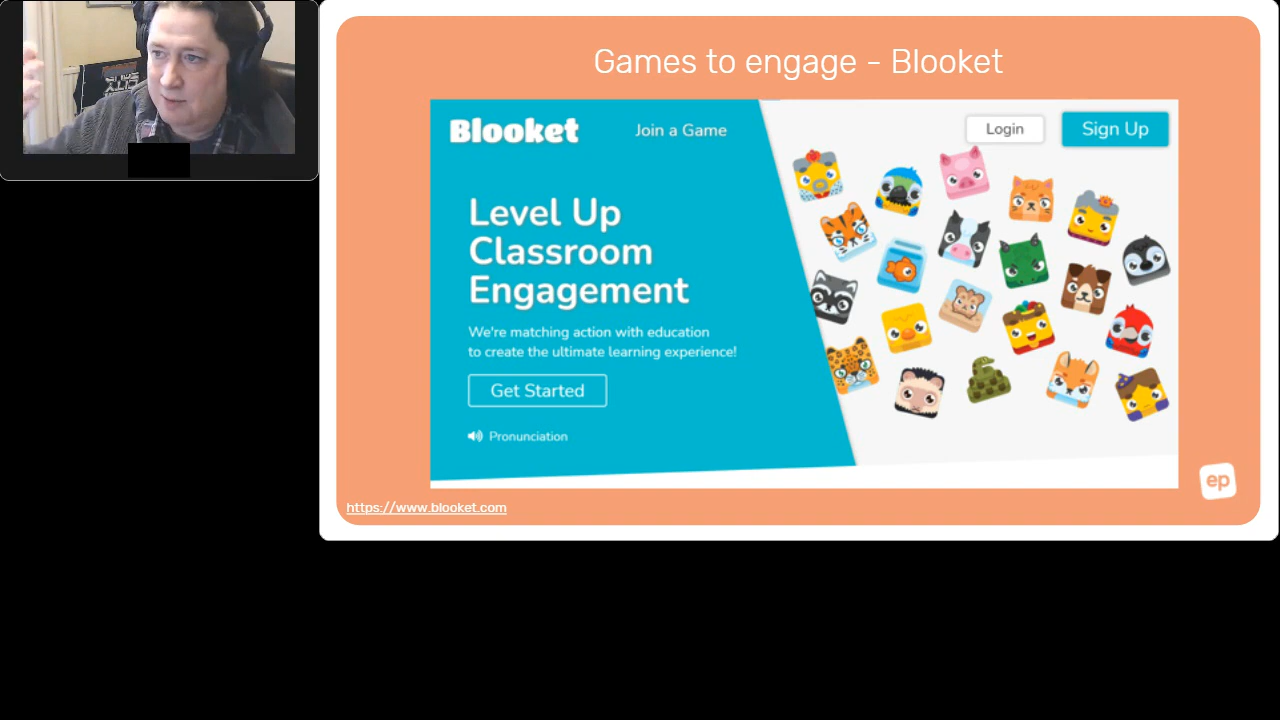 Games to engage - Blooket
Blooket
Join a Game
Login
Sign Up
Level Up
Classroom
Engagement
We're matching action with education
to create the ultimate learning experience!
Get Started
Pronunciation
https://www.blooket.com
ep